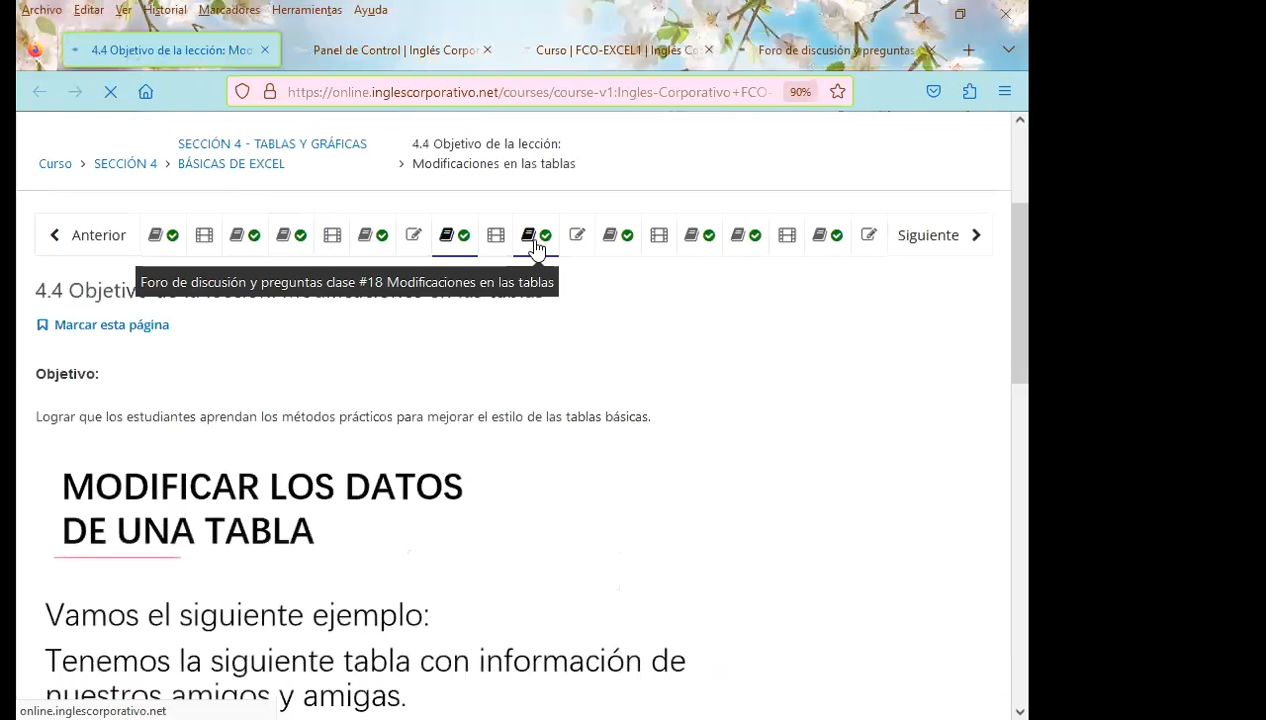 Archivo Editar Ver Historial Marcadores Herramientas Ayuda
4.4 Objetivo de la lección: Moc
Panel de Control | Inglés Corpor
Curso | FCO-EXCEL1 | Inglés Co
Foro de discusión y preguntas
https://online.inglescorporativo.net/courses/course-v1:Ingles-Corporativo+FCO-
90%
Curso > SECCIÓN 4 > SECCIÓN 4 - TABLAS Y GRÁFICAS
BÁSICAS DE EXCEL > 4.4 Objetivo de la lección:
Modificaciones en las tablas
Anterior
Siguiente
Foro de discusión y preguntas clase #18 Modificaciones en las tablas
4.4 Objetiv
Marcar esta página
Objetivo:
Lograr que los estudiantes aprendan los métodos prácticos para mejorar el estilo de las tablas básicas.
MODIFICAR LOS DATOS
DE UNA TABLA
Vamos el siguiente ejemplo:
Tenemos la siguiente tabla con información de
nuestros amigos y amigas.
online.inglescorporativo.net